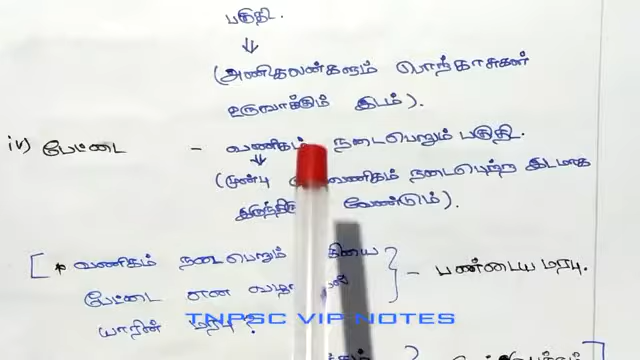 பகுதி.
↓
(அணிகலன்களும் பொற்காசுகள்
உருவாக்கும் இடம்).
iv) பேட்டை - வணிகம் நடைபெறும் பகுதி.
↓
(முன்பு வணிகம் நடைபெற்ற இடமாக
வேண்டும்).
[ * வணிகம் நடைபெறும்
பேட்டை என } - பண்டைய மரபு.
யாரின் மரபு?
TNPSC VIP NOTES